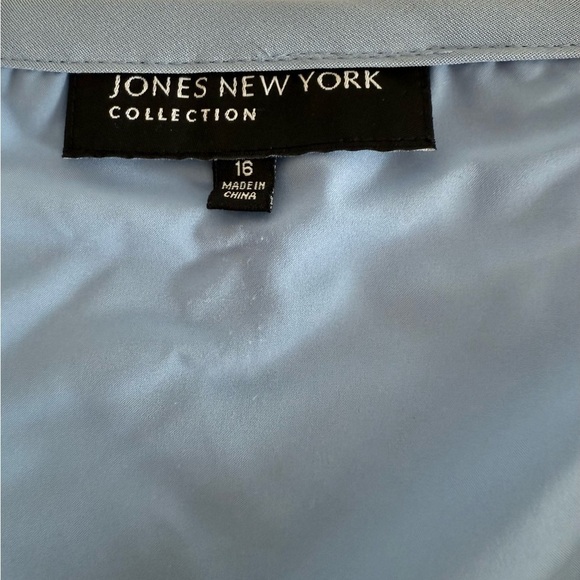 JONES NEW YORK
COLLECTION
16
MADE IN
CHINA